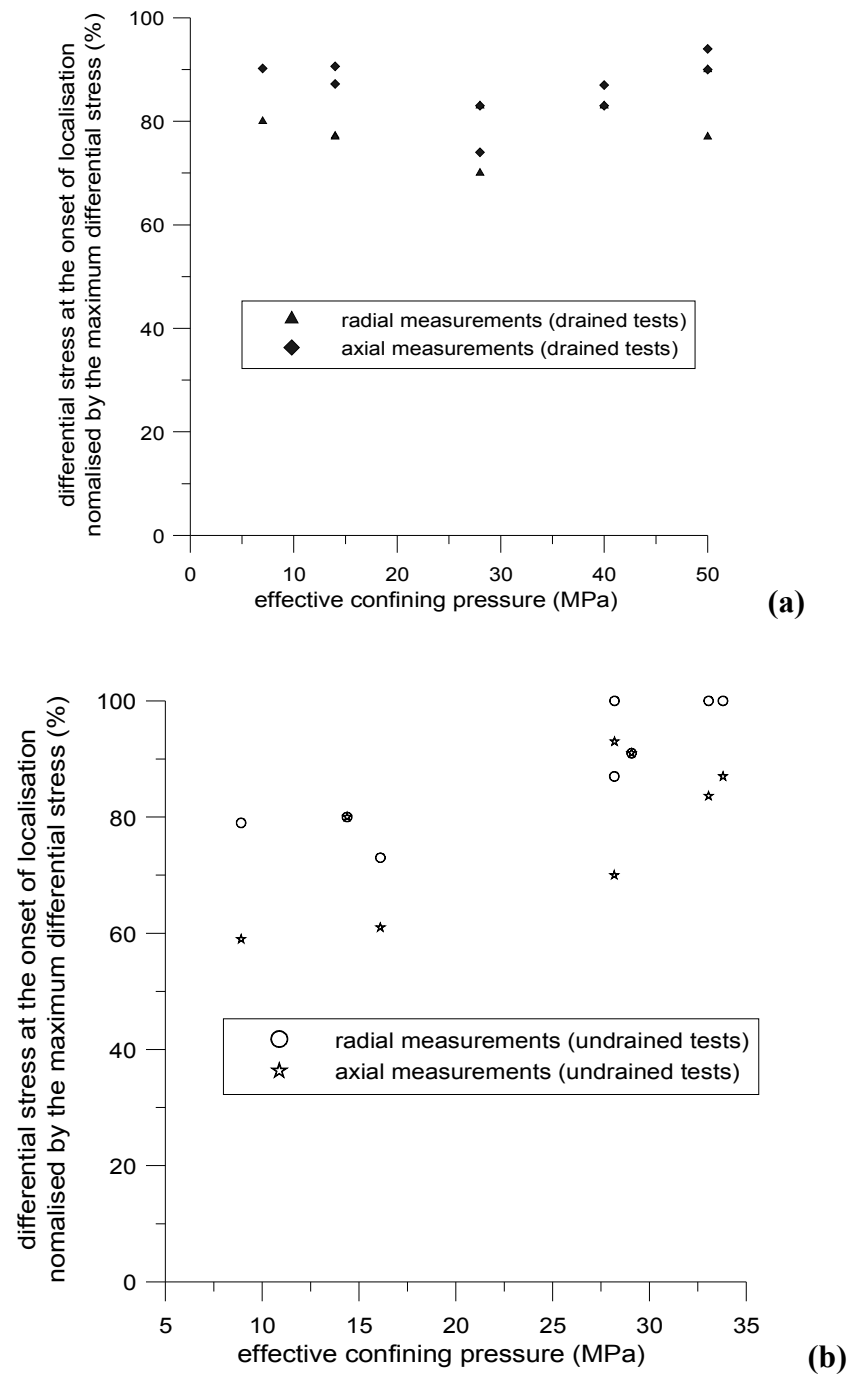 differential stress at the onset of localisation
nomalised by the maximum differential stress (%)
100
80
60
40
20
0
radial measurements (drained tests)
axial measurements (drained tests)
0 10 20 30 40 50
effective confining pressure (MPa)
(a)
differential stress at the onset of localisation
nomalised by the maximum differential stress (%)
100
80
60
40
20
0
radial measurements (undrained tests)
axial measurements (undrained tests)
5 10 15 20 25 30 35
effective confining pressure (MPa)
(b)